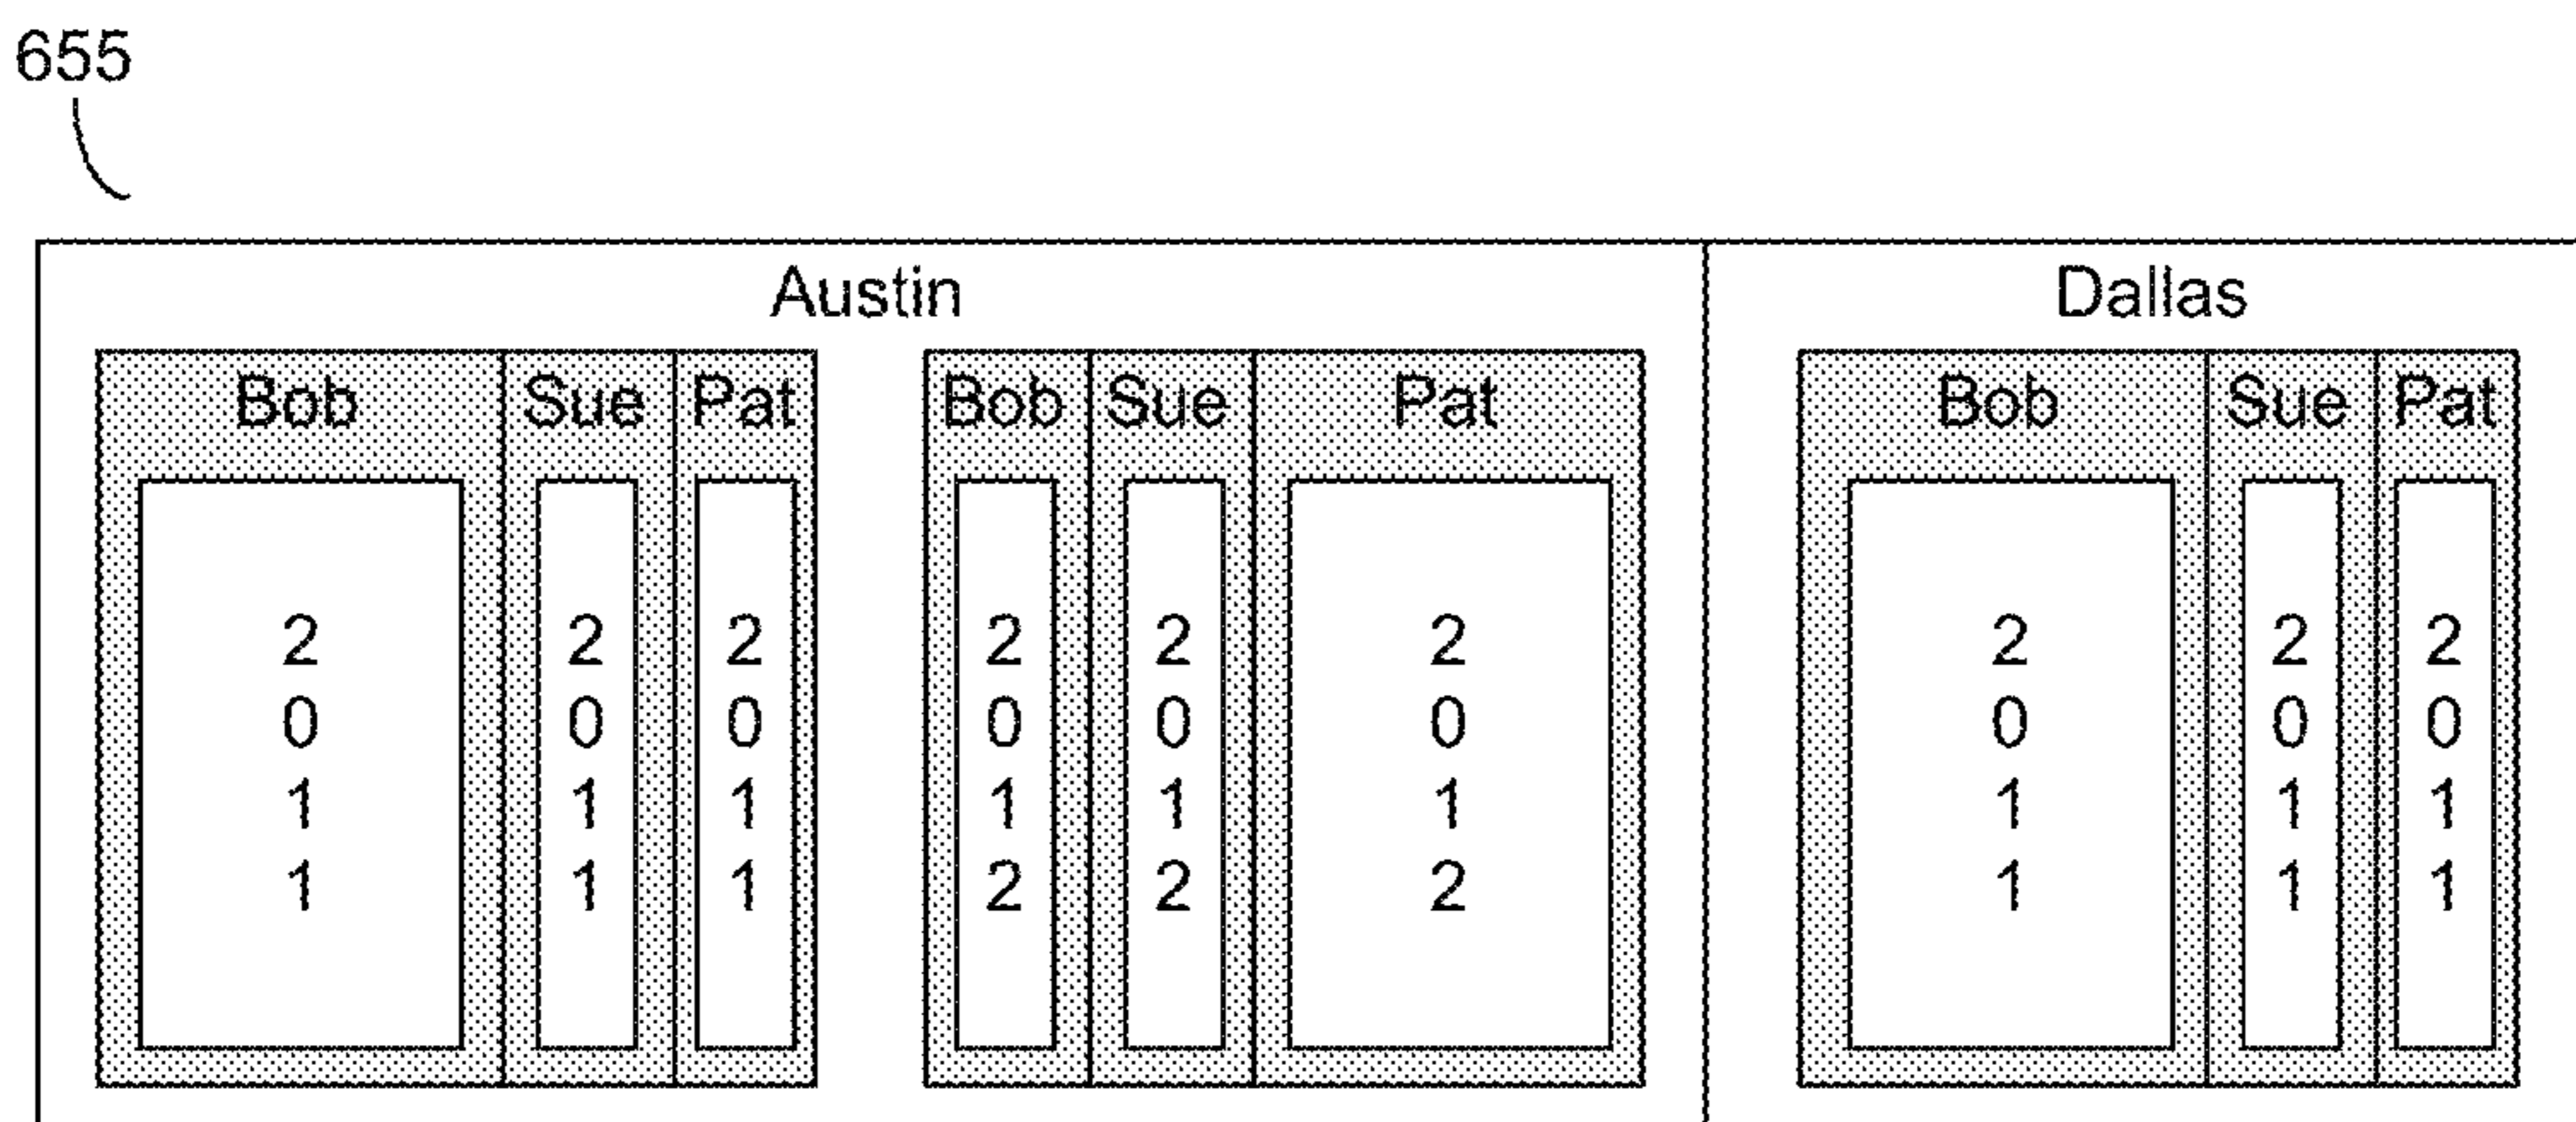 655
Austin Dallas
Bob Sue Pat Bob Sue Pat Bob Sue Pat
2 2 2 2 2 2 2 2 2
0 0 0 0 0 0 0 0 0
1 1 1 1 1 1 1 1 1
1 1 1 2 2 2 1 1 1